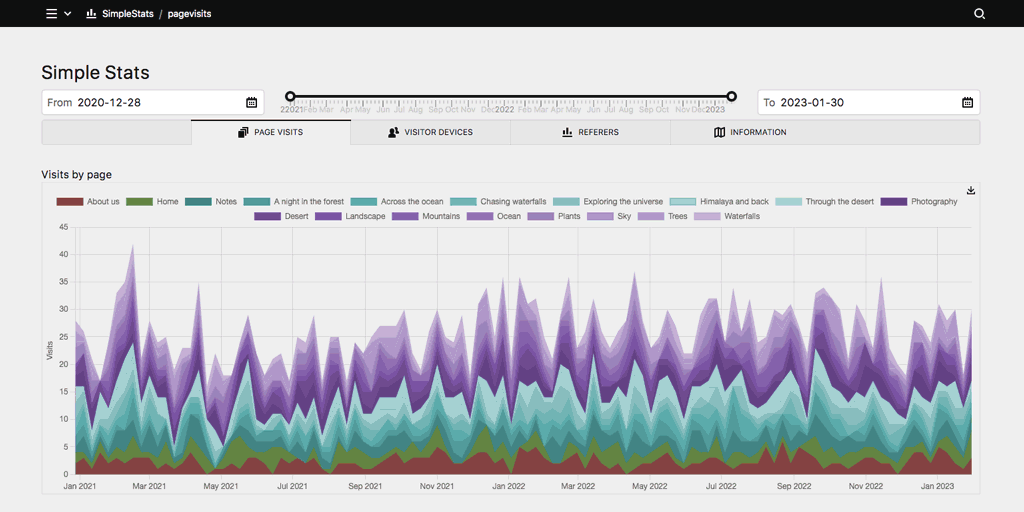 SimpleStats / pagevisits
Simple Stats
From 2020-12-28
22021 Feb Mar Apr May Jun Jul Aug Sep Oct Nov Dec 2022 Feb Mar Apr May Jun Jul Aug Sep Oct Nov Dec 2023
To 2023-01-30
PAGE VISITS VISITOR DEVICES REFERERS INFORMATION
Visits by page
About us Home Notes A night in the forest Across the ocean Chasing waterfalls Exploring the universe Himalaya and back Through the desert Photography
Desert Landscape Mountains Ocean Plants Sky Trees Waterfalls
45
40
35
30
25
20
15
10
5
0
Visits
Jan 2021 Mar 2021 May 2021 Jul 2021 Sep 2021 Nov 2021 Jan 2022 Mar 2022 May 2022 Jul 2022 Sep 2022 Nov 2022 Jan 2023